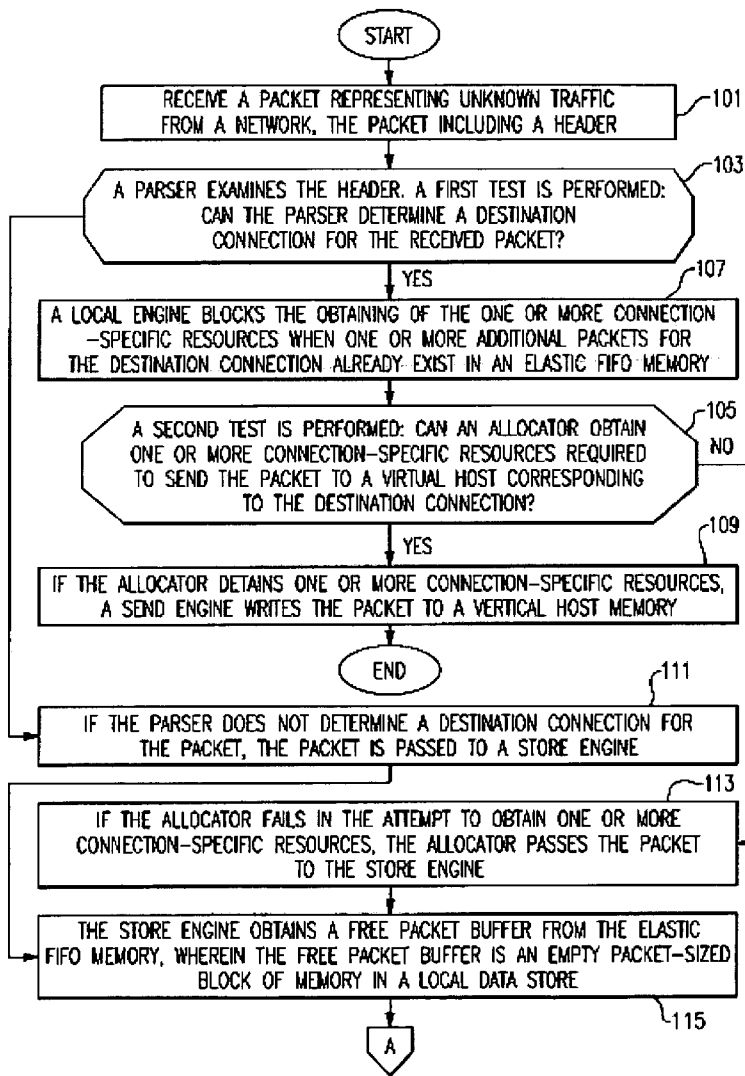 START
RECEIVE A PACKET REPRESENTING UNKNOWN TRAFFIC
FROM A NETWORK, THE PACKET INCLUDING A HEADER
101
103
A PARSER EXAMINES THE HEADER. A FIRST TEST IS PERFORMED:
CAN THE PARSER DETERMINE A DESTINATION
CONNECTION FOR THE RECEIVED PACKET?
YES
107
A LOCAL ENGINE BLOCKS THE OBTAINING OF THE ONE OR MORE CONNECTION
-SPECIFIC RESOURCES WHEN ONE OR MORE ADDITIONAL PACKETS FOR
THE DESTINATION CONNECTION ALREADY EXIST IN AN ELASTIC FIFO MEMORY
105
A SECOND TEST IS PERFORMED: CAN AN ALLOCATOR OBTAIN
ONE OR MORE CONNECTION-SPECIFIC RESOURCES REQUIRED
TO SEND THE PACKET TO A VIRTUAL HOST CORRESPONDING
TO THE DESTINATION CONNECTION?
NO
YES
109
IF THE ALLOCATOR DETAINS ONE OR MORE CONNECTION-SPECIFIC RESOURCES,
A SEND ENGINE WRITES THE PACKET TO A VERTICAL HOST MEMORY
END
111
IF THE PARSER DOES NOT DETERMINE A DESTINATION CONNECTION FOR
THE PACKET, THE PACKET IS PASSED TO A STORE ENGINE
113
IF THE ALLOCATOR FAILS IN THE ATTEMPT TO OBTAIN ONE OR MORE
CONNECTION-SPECIFIC RESOURCES, THE ALLOCATOR PASSES THE PACKET
TO THE STORE ENGINE
THE STORE ENGINE OBTAINS A FREE PACKET BUFFER FROM THE ELASTIC
FIFO MEMORY, WHEREIN THE FREE PACKET BUFFER IS AN EMPTY PACKET-SIZED
BLOCK OF MEMORY IN A LOCAL DATA STORE
115
A